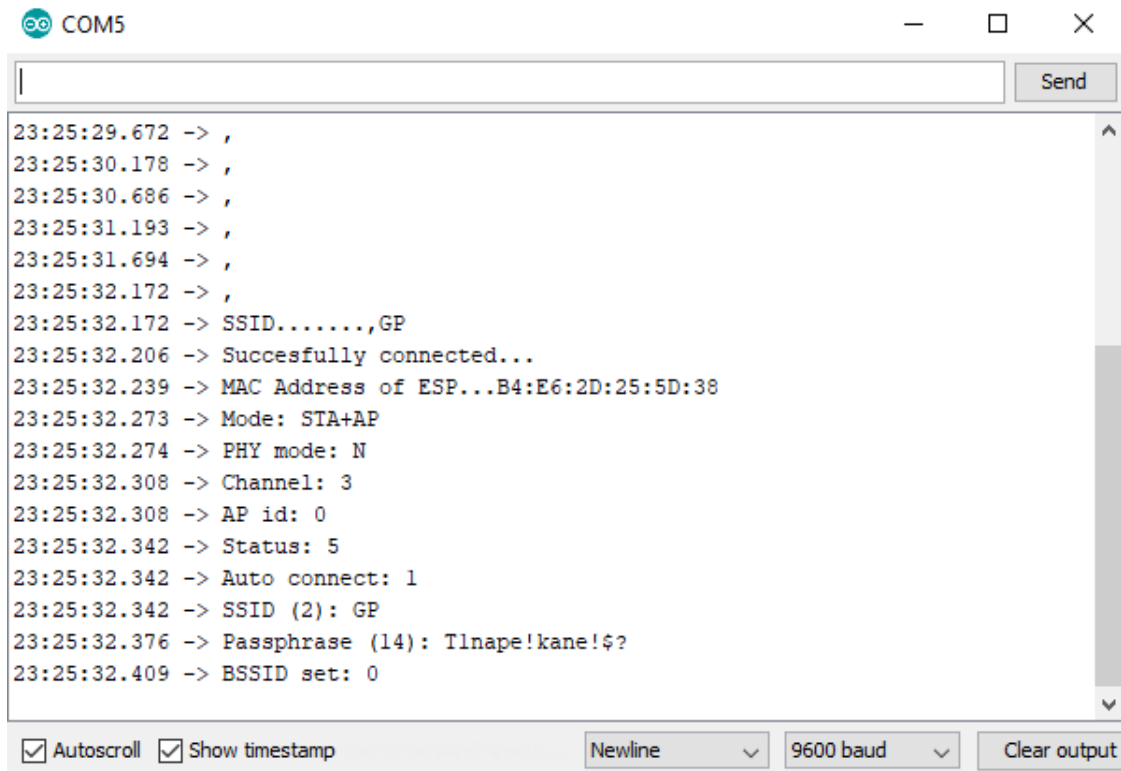 COM5
Send
23:25:29.672 -> ,
23:25:30.178 -> ,
23:25:30.686 -> ,
23:25:31.193 -> ,
23:25:31.694 -> ,
23:25:32.172 -> ,
23:25:32.172 -> SSID.......,GP
23:25:32.206 -> Succesfully connected...
23:25:32.239 -> MAC Address of ESP...B4:E6:2D:25:5D:38
23:25:32.273 -> Mode: STA+AP
23:25:32.274 -> PHY mode: N
23:25:32.308 -> Channel: 3
23:25:32.308 -> AP id: 0
23:25:32.342 -> Status: 5
23:25:32.342 -> Auto connect: 1
23:25:32.342 -> SSID (2): GP
23:25:32.376 -> Passphrase (14): T1nape!kane!$?
23:25:32.409 -> BSSID set: 0
Autoscroll Show timestamp Newline 9600 baud Clear output